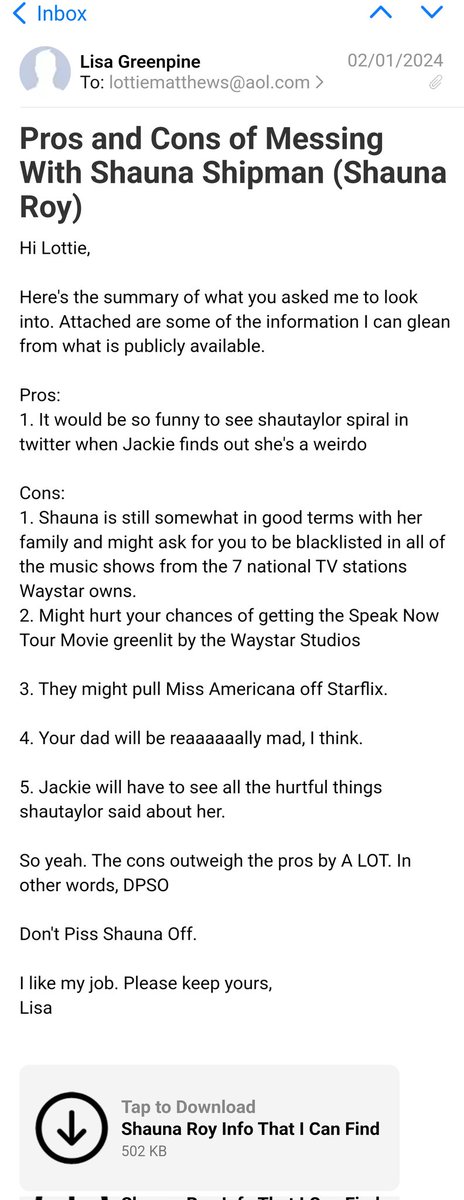 Inbox
Lisa Greenpine
02/01/2024
To: lottiematthews@aol.com
Pros and Cons of Messing
With Shauna Shipman (Shauna
Roy)
Hi Lottie,
Here's the summary of what you asked me to look
into. Attached are some of the information I can glean
from what is publicly available.
Pros:
1. It would be so funny to see shautaylor spiral in
twitter when Jackie finds out she's a weirdo
Cons:
1. Shauna is still somewhat in good terms with her
family and might ask for you to be blacklisted in all of
the music shows from the 7 national TV stations
Waystar owns.
2. Might hurt your chances of getting the Speak Now
Tour Movie greenlit by the Waystar Studios
3. They might pull Miss Americana off Starflix.
4. Your dad will be reaaaaaally mad, I think.
5. Jackie will have to see all the hurtful things
shautaylor said about her.
So yeah. The cons outweigh the pros by A LOT. In
other words, DPSO
Don't Piss Shauna Off.
I like my job. Please keep yours,
Lisa
Tap to Download
Shauna Roy Info That I Can Find
502 KB